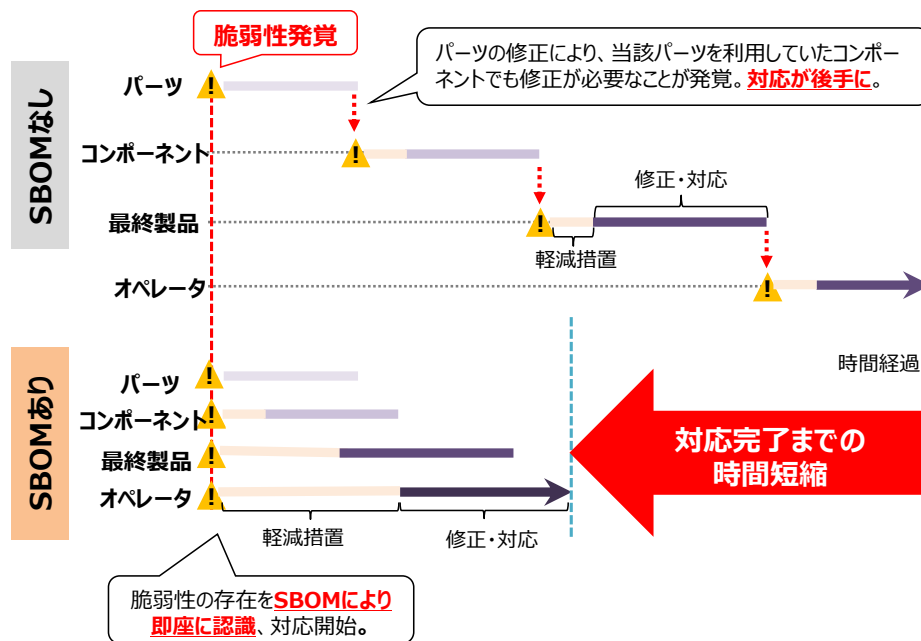 脆弱性発覚
パーツの修正により、当該パーツを利用していたコンポー
ネントでも修正が必要なことが発覚。対応が後手に。
SBOMなし
パーツ
コンポーネント
最終製品
オペレータ
修正・対応
軽減措置
時間経過
SBOMあり
パーツ
コンポーネント
最終製品
オペレータ
対応完了までの
時間短縮
軽減措置
修正・対応
脆弱性の存在をSBOMにより
即座に認識、対応開始。